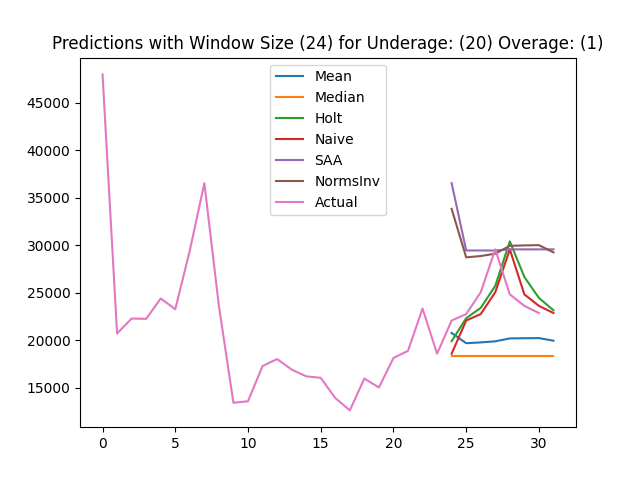 Predictions with Window Size (24) for Underage: (20) Overage: (1)
Mean
Median
Holt
Naive
SAA
NormsInv
Actual
45000
40000
35000
30000
25000
20000
15000
0 5 10 15 20 25 30